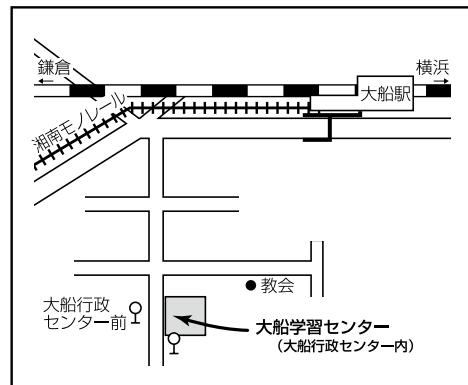 鎌倉
横浜
大船駅
湘南モノレール
教会
大船行政
センター前
大船学習センター
（大船行政センター内）